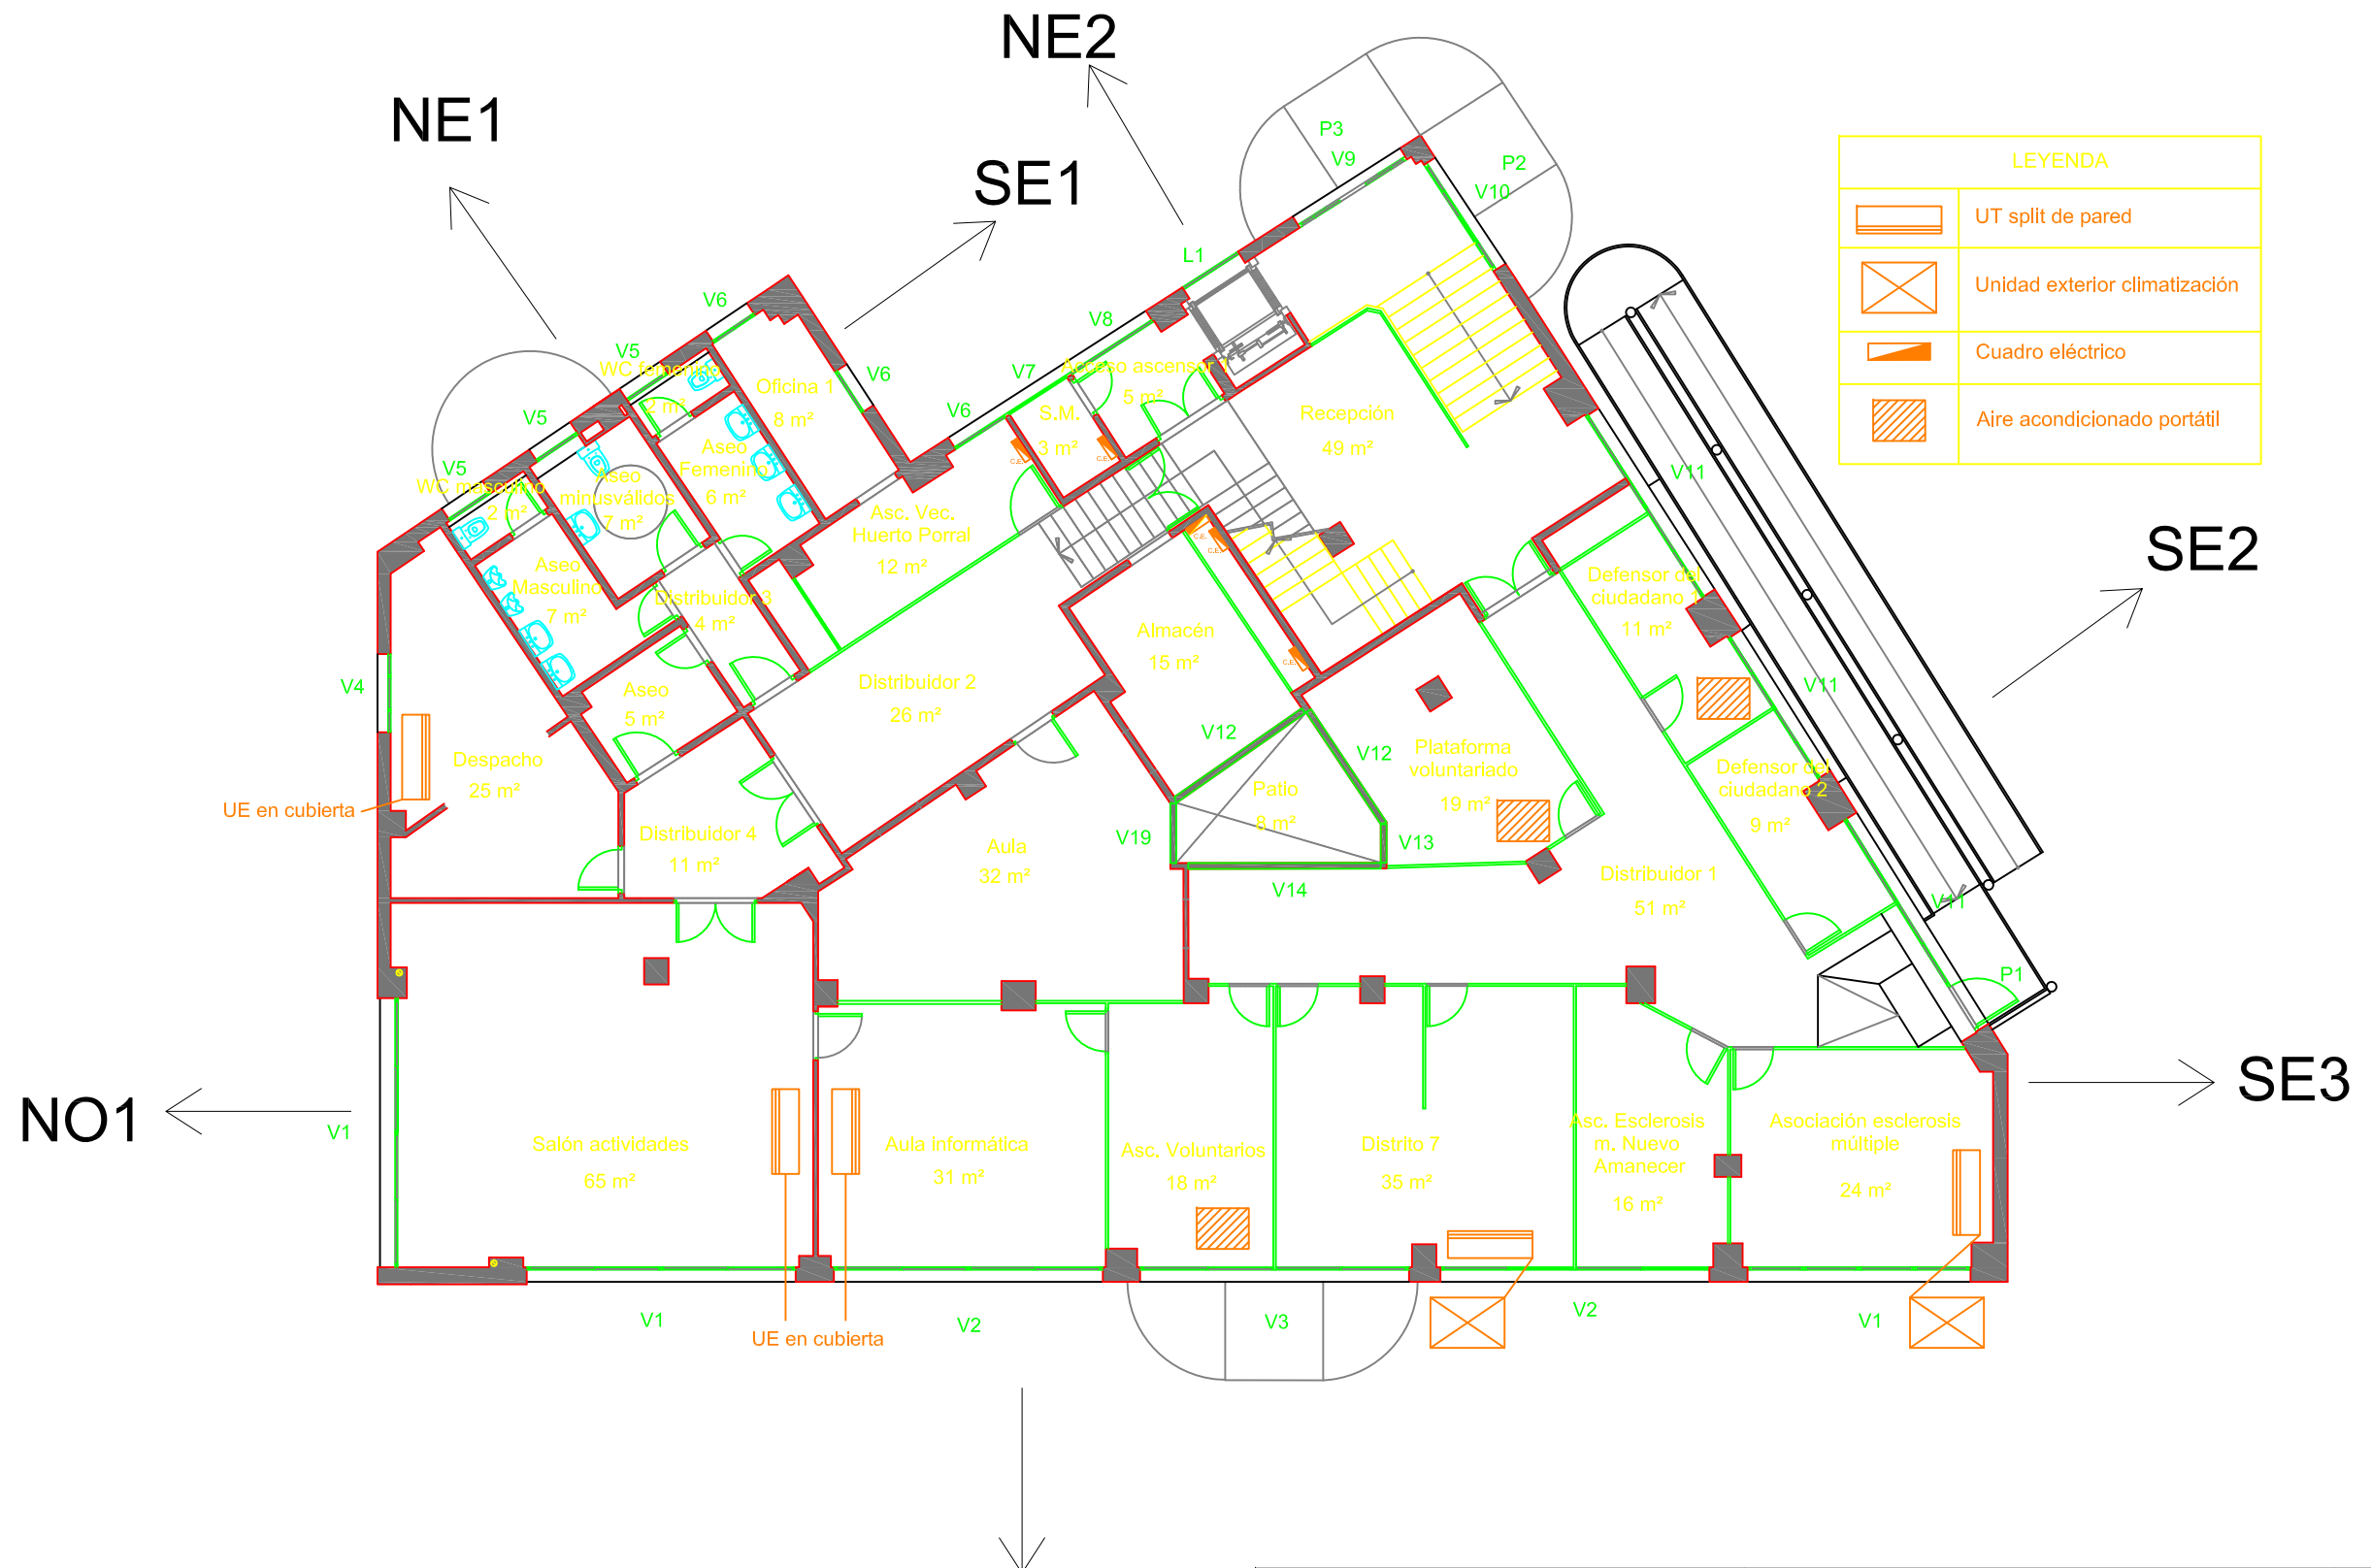 NE2
NE1
SE1
P3
V9
P2
V10
LEYENDA
UT split de pared
Unidad exterior climatización
Cuadro eléctrico
Aire acondicionado portátil
L1
V6
V8
V5
WC femenino
2 m²
V7
V6
Acceso ascensor
5 m²
Oficina 1
8 m²
V6
S.M.
3 m²
C.E.
C.E.
Recepción
49 m²
V5
V5
WC masculino
2 m²
Aseo
Femenino
6 m²
Aseo
minusválidos
7 m²
V11
Asc. Vec.
Huerto Porral
12 m²
C.E.
C.E.
SE2
Aseo
Masculino
7 m²
Distribuidor 3
4 m²
Defensor del
ciudadano 1
11 m²
Almacén
15 m²
C.E.
V4
Aseo
5 m²
Distribuidor 2
26 m²
V11
V12
V12
Despacho
25 m²
Plataforma
voluntariado
19 m²
Defensor del
ciudadano 2
9 m²
Patio
8 m²
UE en cubierta
Distribuidor 4
11 m²
Aula
32 m²
V19
V13
V14
Distribuidor 1
51 m²
V11
P1
SE3
NO1
V1
Salón actividades
65 m²
Aula informática
31 m²
Asc. Voluntarios
18 m²
Distrito 7
35 m²
Asc. Esclerosis
m. Nuevo
Amanecer
16 m²
Asociación esclerosis
múltiple
24 m²
V1
V2
V3
V2
V1
UE en cubierta